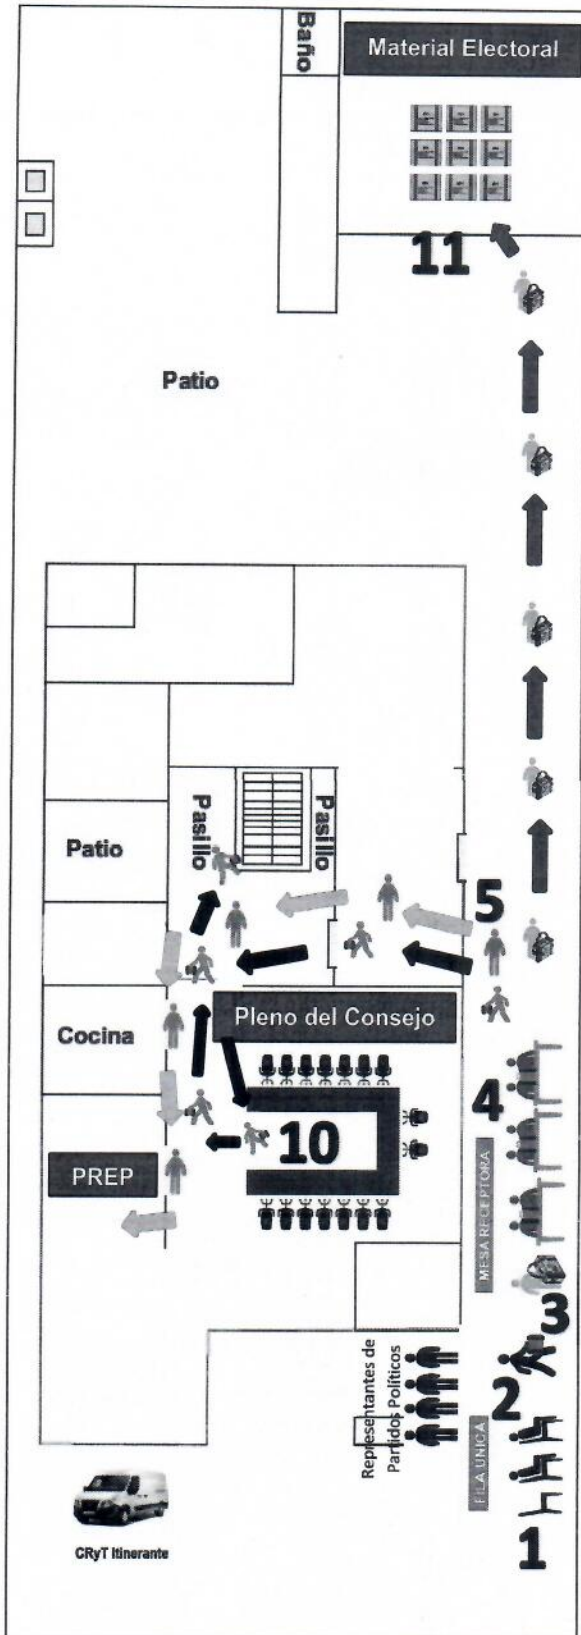 Baño
Material Electoral
11
Patio
Pasillo
Pasillo
Patio
5
Cocina
Pleno del Consejo
4
10
PREP
MESA RECEPTORA
3
Representantes de
Partidos Políticos
2
FILA UNICA
CRyT Itinerante
1